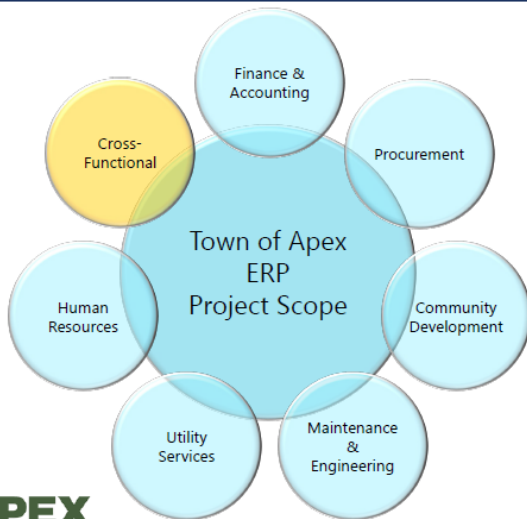 Finance &
Accounting
Cross-
Functional
Procurement
Town of Apex
ERP
Project Scope
Human
Resources
Community
Development
Utility
Services
Maintenance
&
Engineering
PEX